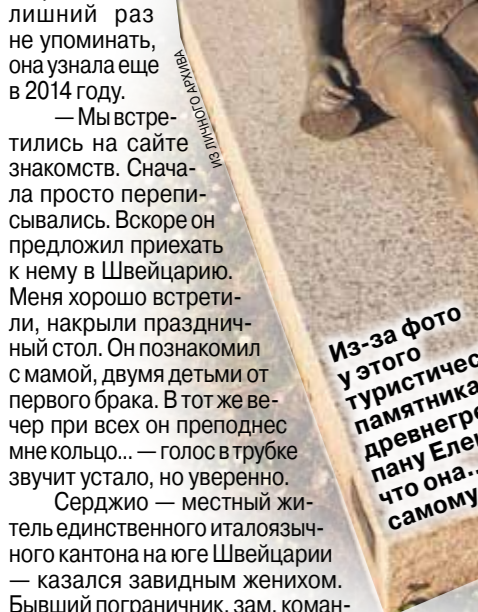 лишний раз
не упоминать,
она узнала еще
в 2014 году.
— Мы встре-
тились на сайте
знакомств. Снача-
ла просто перепи-
сывались. Вскоре он
предложил приехать
к нему в Швейцарию.
Меня хорошо встрети-
ли, накрыли празднич-
ный стол. Он познакомил
с мамой, двумя детьми от
первого брака. В тот же ве-
чер при всех он преподнес
мне кольцо... — голос в трубке
звучит устало, но уверенно.
Серджио — местный жи-
тель единственного италоязыч-
ного кантона на юге Швейцарии
— казался завидным женихом.
Бывший пограничник, зам. коман-
ИЗ ЛИЧНОГО АРХИВА
Из-за фото
у этого
туристичес
памятника
древнегре
пану Еле
что она..
самому